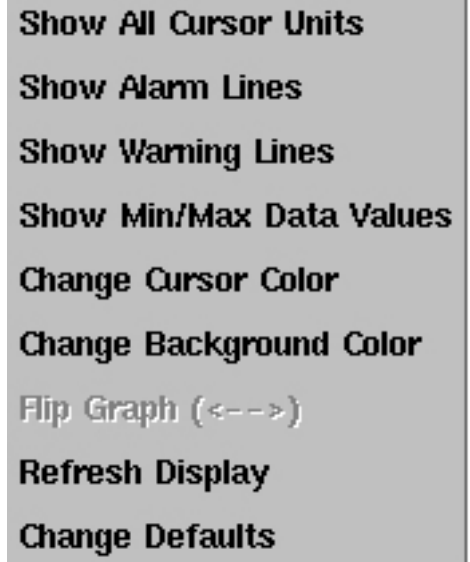 Show All Cursor Units
Show Alarm Lines
Show Warning Lines
Show Min/Max Data Values
Change Cursor Color
Change Background Color
Flip Graph (<-->)
Refresh Display
Change Defaults